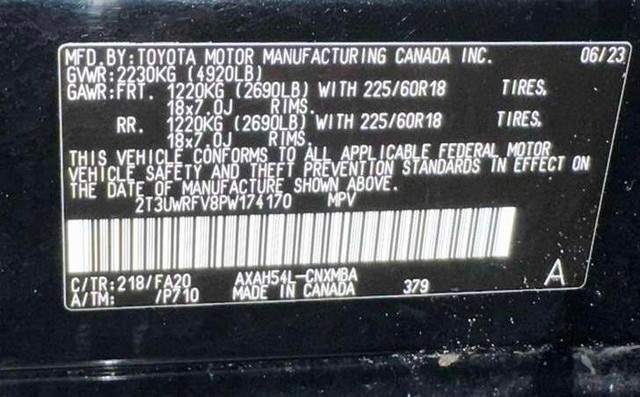 MFD.BY:TOYOTA MOTOR MANUFACTURING CANADA INC. 06/23
GVWR:2230KG (4920LB)
GAWR:FRT. 1220KG (2690LB) WITH 225/60R18 TIRES.
18x7.0J RIMS.
RR. 1220KG (2690LB) WITH 225/60R18 TIRES.
18x7.0J RIMS.
THIS VEHICLE CONFORMS TO ALL APPLICABLE FEDERAL MOTOR
VEHICLE SAFETY AND THEFT PREVENTION STANDARDS IN EFFECT ON
THE DATE OF MANUFACTURE SHOWN ABOVE.
2T3UWRFV8PW174170 MPV
C/TR:218/FA20 AXAH54L-CNXMBA
A/TM: /P710 MADE IN CANADA 379 A